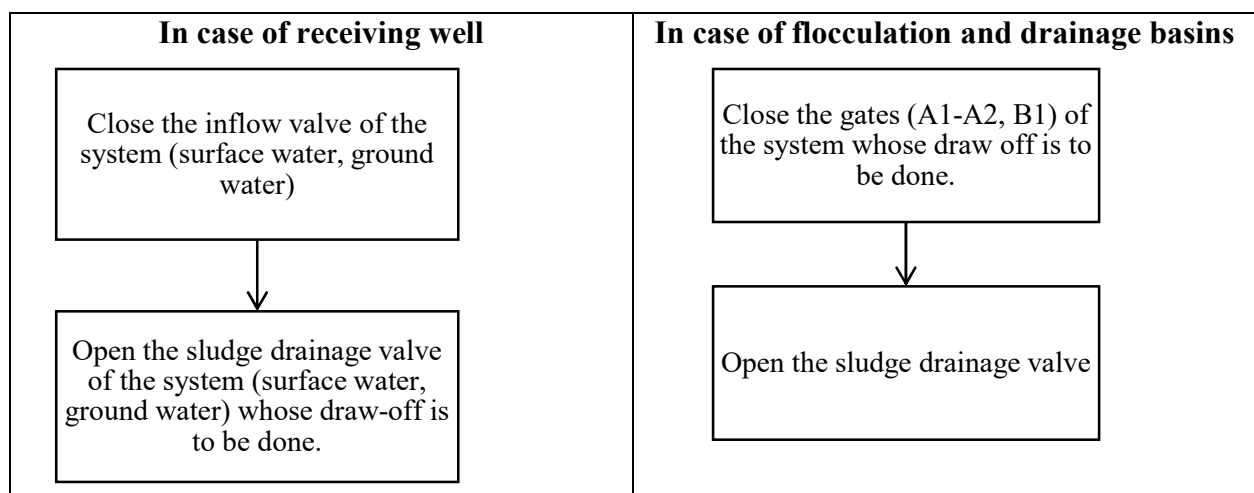 In case of receiving well
Close the inflow valve of the
system (surface water, ground
water)
Open the sludge drainage valve
of the system (surface water,
ground water) whose draw-off is
to be done.
In case of flocculation and drainage basins
Close the gates (A1-A2, B1) of
the system whose draw off is to
be done.
Open the sludge drainage valve